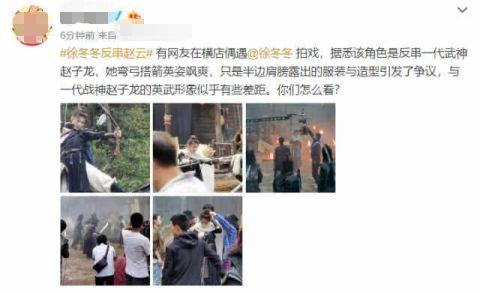 6分钟前 来自
#徐冬冬反串赵云# 有网友在横店偶遇@徐冬冬 拍戏，据悉该角色是反串一代武神
赵子龙，她弯弓搭箭英姿飒爽，只是半边肩膀露出的服装与造型引发了争议，与
一代战神赵子龙的英武形象似乎有些差距。你们怎么看？